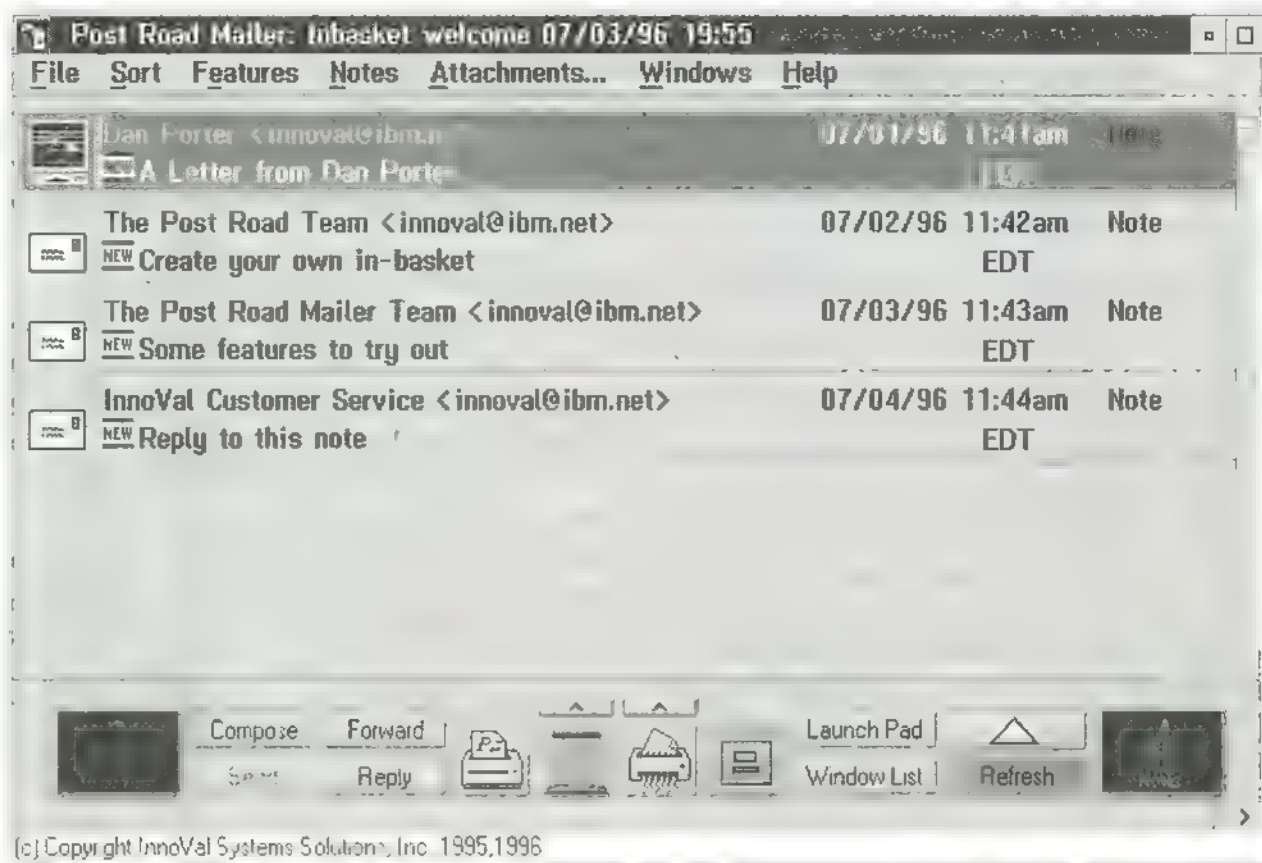 Post Road Mailer: Inbasket welcome 07/03/96 19:55
File Sort Features Notes Attachments... Windows Help
Dan Porter <innoval@ibm.n 07/01/96 11:41am Note
A Letter from Dan Porte
The Post Road Team <innoval@ibm.net> 07/02/96 11:42am Note
NEW Create your own in-basket EDT
The Post Road Mailer Team <innoval@ibm.net> 07/03/96 11:43am Note
NEW Some features to try out EDT
InnoVal Customer Service <innoval@ibm.net> 07/04/96 11:44am Note
NEW Reply to this note EDT
Compose Forward Launch Pad
Reply Window List Refresh
(c) Copyright InnoVal Systems Solutions, Inc 1995,1996